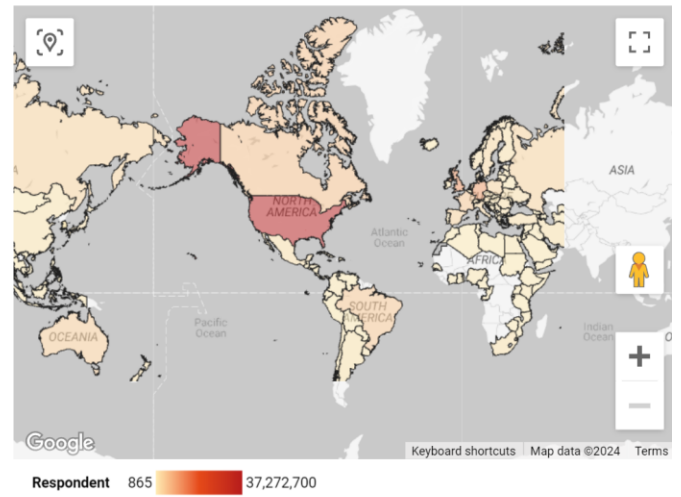 ASIA
NORTH
AMERICA
Atlantic
Ocean
AFRICA
SOUTH
AMERICA
OCEANIA
Pacific
Ocean
Indian
Ocean
Google
Keyboard shortcuts
Map data ©2024
Terms
Respondent 865 37,272,700